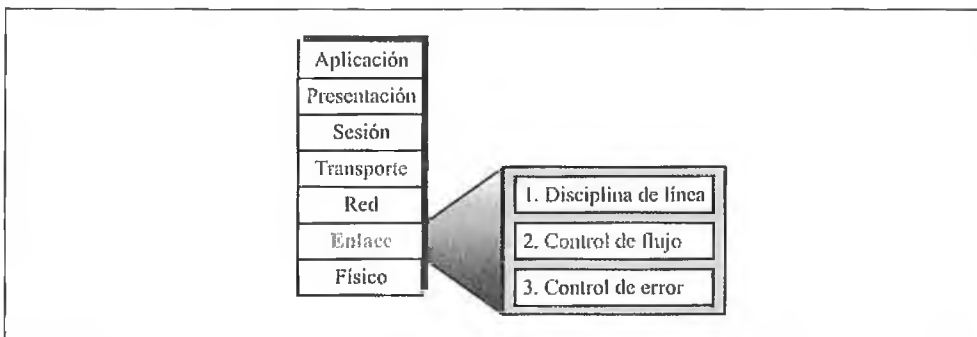 Aplicación
Presentación
Sesión
Transporte
Red
Enlace
Físico
1. Disciplina de línea
2. Control de flujo
3. Control de error